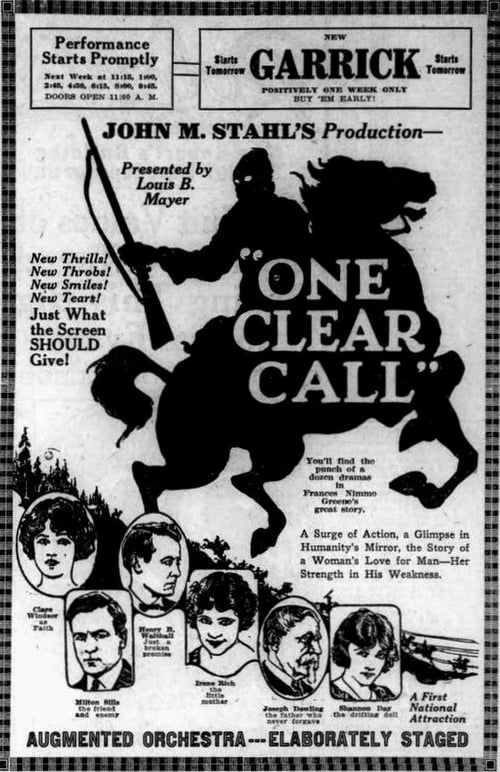 Performance
Starts Promptly
Next Week at 11:15, 1:00,
2:45, 4:30, 6:15, 8:00, 9:45.
DOORS OPEN 11:00 A. M.
NEW
Starts
Tomorrow
GARRICK
Starts
Tomorrow
POSITIVELY ONE WEEK ONLY
BUY 'EM EARLY!
JOHN M. STAHL'S Production—
Presented by
Louis B.
Mayer
New Thrills!
New Throbs!
New Smiles!
New Tears!
Just What
the Screen
SHOULD
Give!
"ONE
CLEAR
CALL"
You'll find the
punch of a
dozen dramas
in
Frances Nimmo
Greene's
great story.
A Surge of Action, a Glimpse in
Humanity's Mirror, the Story of
a Woman's Love for Man—Her
Strength in His Weakness.
Clare
Windsor
as
Faith
Henry B.
Walthall
Just a
broken
promise
Milton Sills
the friend
and enemy
Irene Rich
the
little
mother
Joseph Dowling
the father who
never forgave
Shannon Day
the drifting doll
A First
National
Attraction
AUGMENTED ORCHESTRA---ELABORATELY STAGED